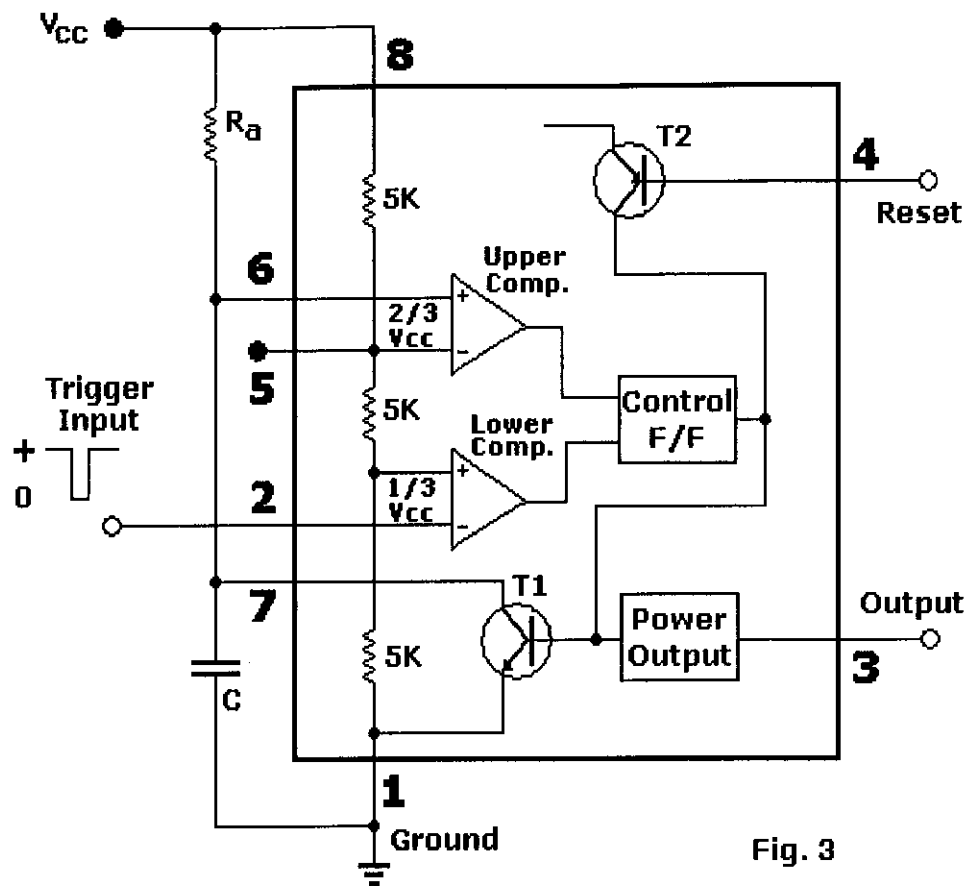 VCC
8
Ra
T2
4
5K
Reset
6
Upper
Comp.
+
2/3
Vcc
−
5
Trigger
Input
5K
Control
F/F
Lower
Comp.
+
0
+
1/3
Vcc
2
−
7
T1
Output
5K
Power
Output
3
C
1
Ground
Fig. 3